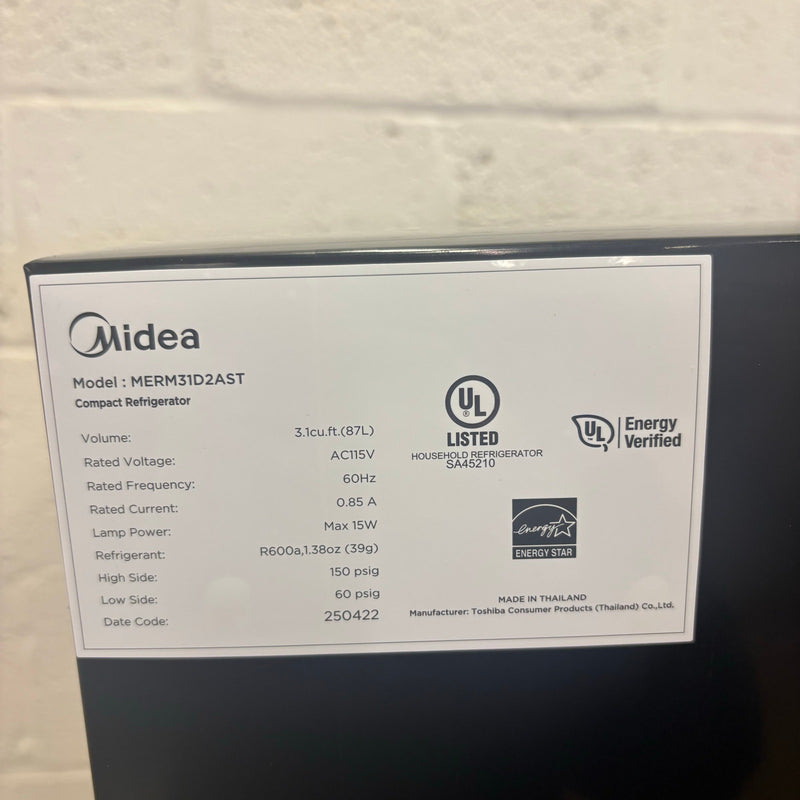 Midea
Model : MERM31D2AST
Compact Refrigerator
Volume: 3.1cu.ft.(87L)
Rated Voltage: AC115V
Rated Frequency: 60Hz
Rated Current: 0.85 A
Lamp Power: Max 15W
Refrigerant: R600a,1.38oz (39g)
High Side: 150 psig
Low Side: 60 psig
Date Code: 250422
UL
®
LISTED
HOUSEHOLD REFRIGERATOR
SA45210
UL
Energy
Verified
energy
ENERGY STAR
MADE IN THAILAND
Manufacturer: Toshiba Consumer Products (Thailand) Co.,Ltd.